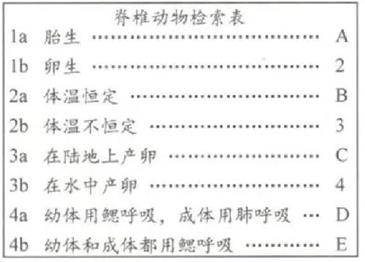 脊椎动物检索表
1a 胎生 ………………………… A
1b 卵生 ………………………… 2
2a 体温恒定 …………………… B
2b 体温不恒定 ………………… 3
3a 在陆地上产卵 ……………… C
3b 在水中产卵 ………………… 4
4a 幼体用鳃呼吸，成体用肺呼吸 … D
4b 幼体和成体都用鳃呼吸 ………… E